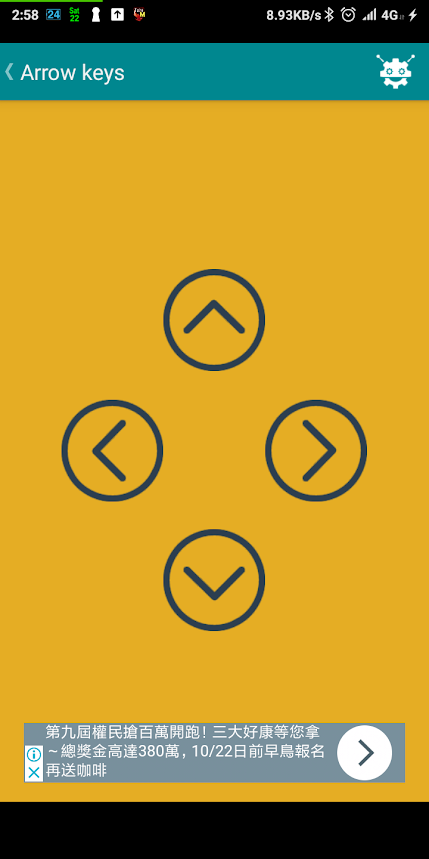 2:58 24 Sat 22 8.93KB/s 4G
Arrow keys
第九屆權民搶百萬開跑！三大好康等您拿
～總獎金高達380萬，10/22日前早鳥報名
再送咖啡